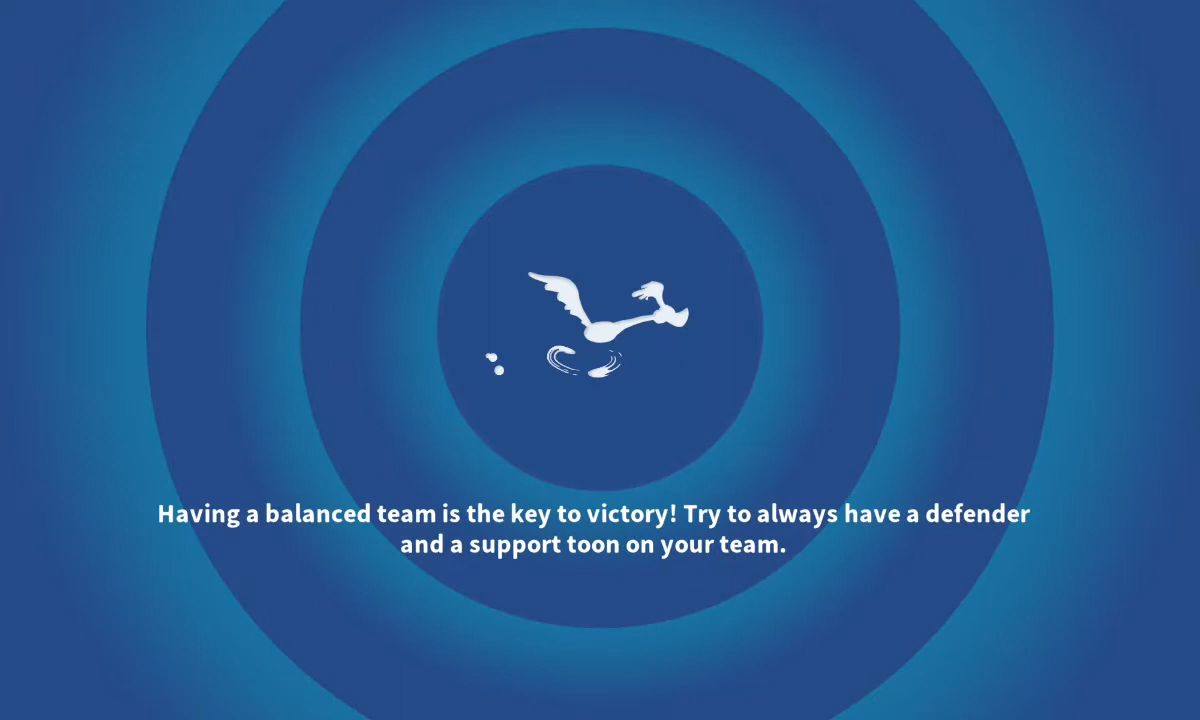 Having a balanced team is the key to victory! Try to always have a defender
and a support toon on your team.